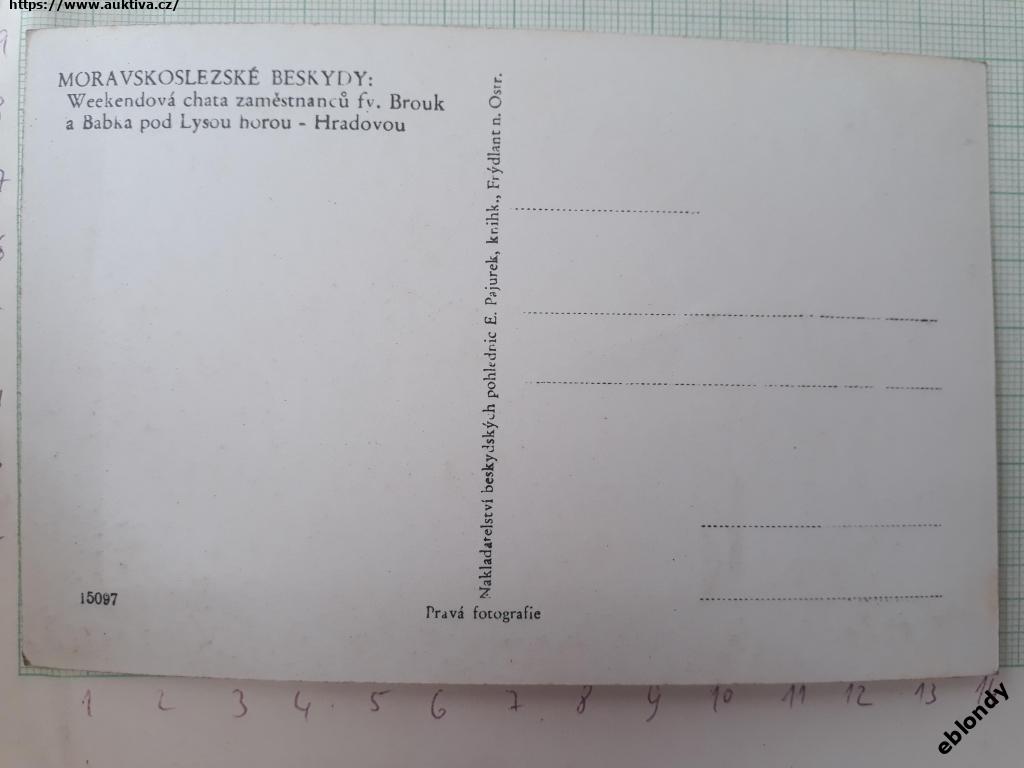 https://www.auktiva.cz/
MORAVSKOSLEZSKÉ BESKYDY:
Weekendová chata zaměstnanců fy. Brouk
a Babka pod Lysou horou - Hradovou
Nakladatelství beskydských pohlednic E. Pajurek, knihk., Frýdlant n. Ostr.
15097
Pravá fotografie
1 2 3 4 5 6 7 8 9 10 11 12 13
eblondy